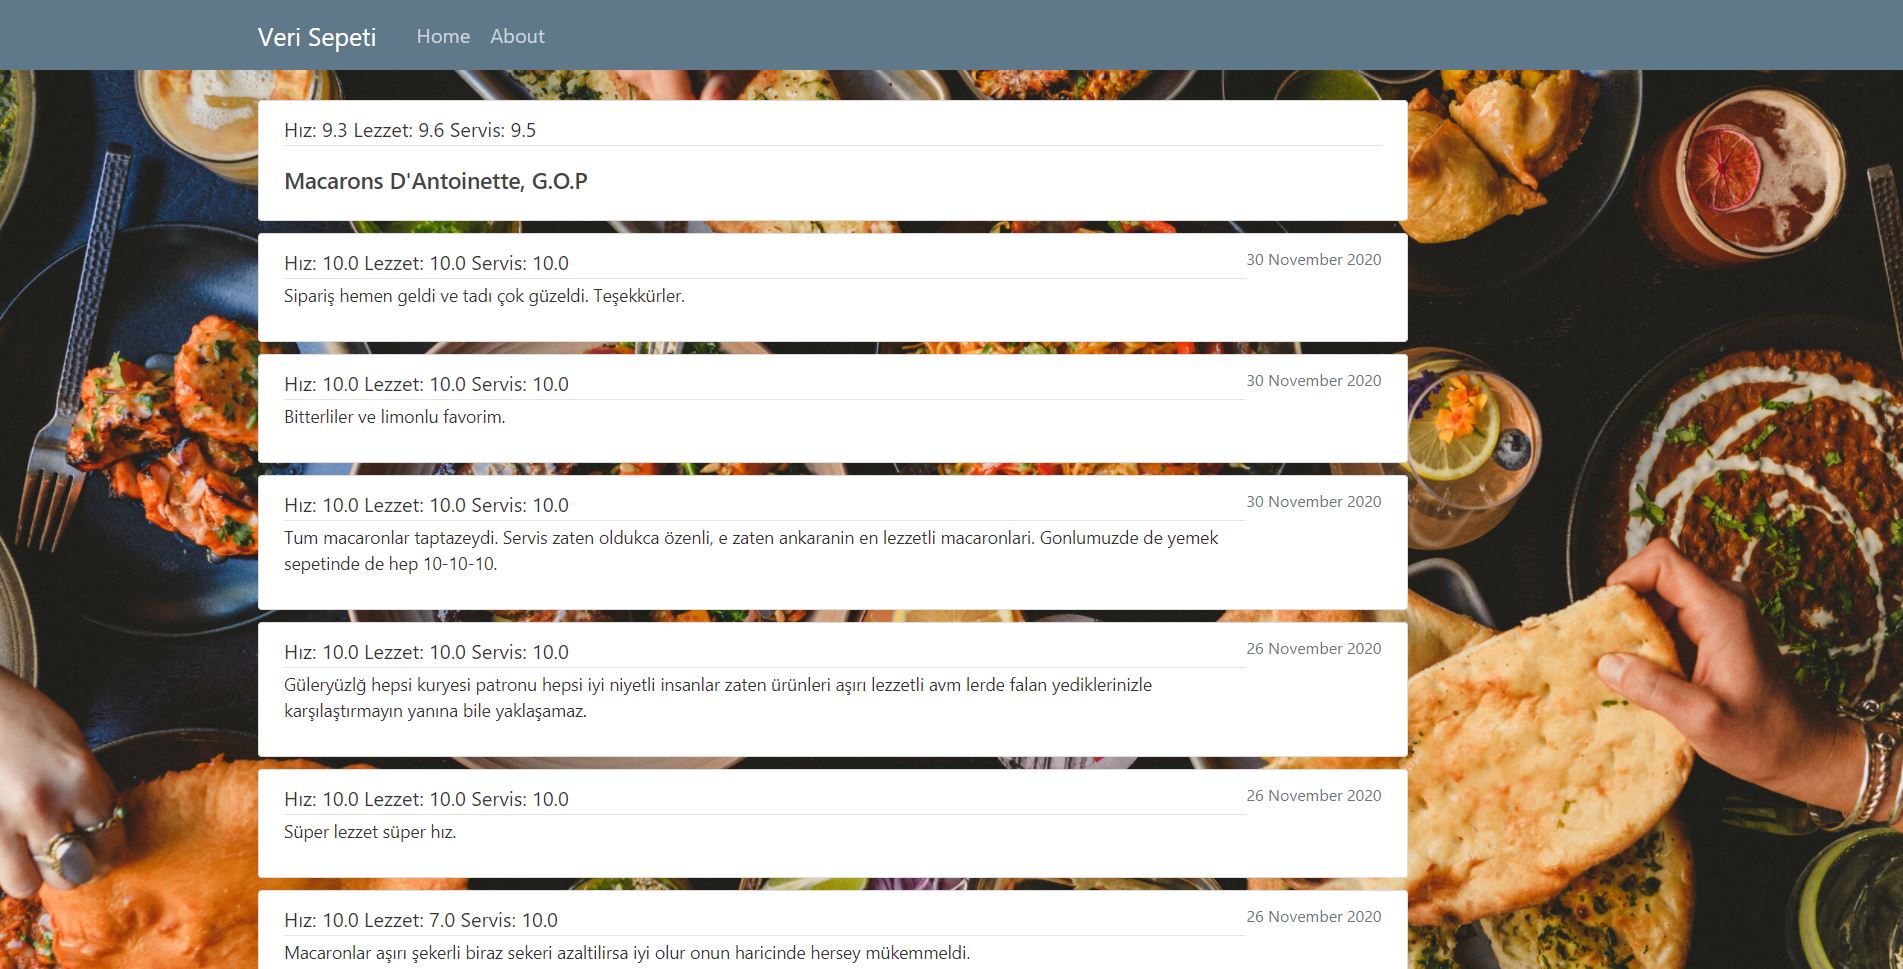 Veri Sepeti Home About
Hız: 9.3 Lezzet: 9.6 Servis: 9.5
Macarons D'Antoinette, G.O.P
Hız: 10.0 Lezzet: 10.0 Servis: 10.0 30 November 2020
Sipariş hemen geldi ve tadı çok güzeldi. Teşekkürler.
Hız: 10.0 Lezzet: 10.0 Servis: 10.0 30 November 2020
Bitterliler ve limonlu favorim.
Hız: 10.0 Lezzet: 10.0 Servis: 10.0 30 November 2020
Tum macaronlar taptazeydi. Servis zaten oldukca özenli, e zaten ankaranin en lezzetli macaronlari. Gonlumuzde de yemek
sepetinde de hep 10-10-10.
Hız: 10.0 Lezzet: 10.0 Servis: 10.0 26 November 2020
Güleryüzlğ hepsi kuryesi patronu hepsi iyi niyetli insanlar zaten ürünleri aşırı lezzetli avm lerde falan yediklerinizle
karşılaştırmayın yanına bile yaklaşamaz.
Hız: 10.0 Lezzet: 10.0 Servis: 10.0 26 November 2020
Süper lezzet süper hız.
Hız: 10.0 Lezzet: 7.0 Servis: 10.0 26 November 2020
Macaronlar aşırı şekerli biraz sekeri azaltilirsa iyi olur onun haricinde hersey mükemmeldi.